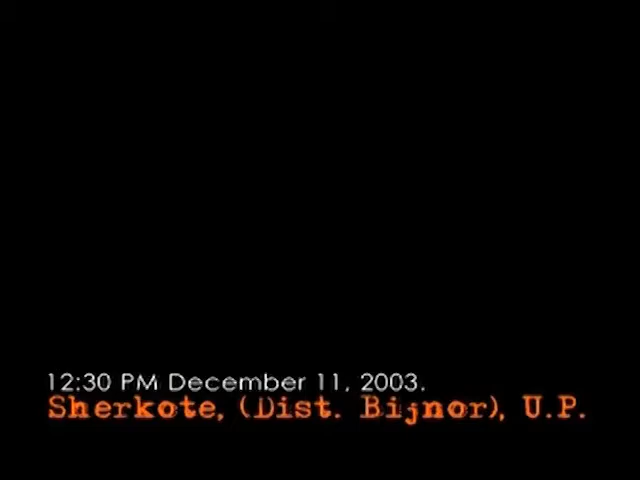 12:30 PM December 11, 2003.
Sherkote, (Dist. Bijnor), U.P.